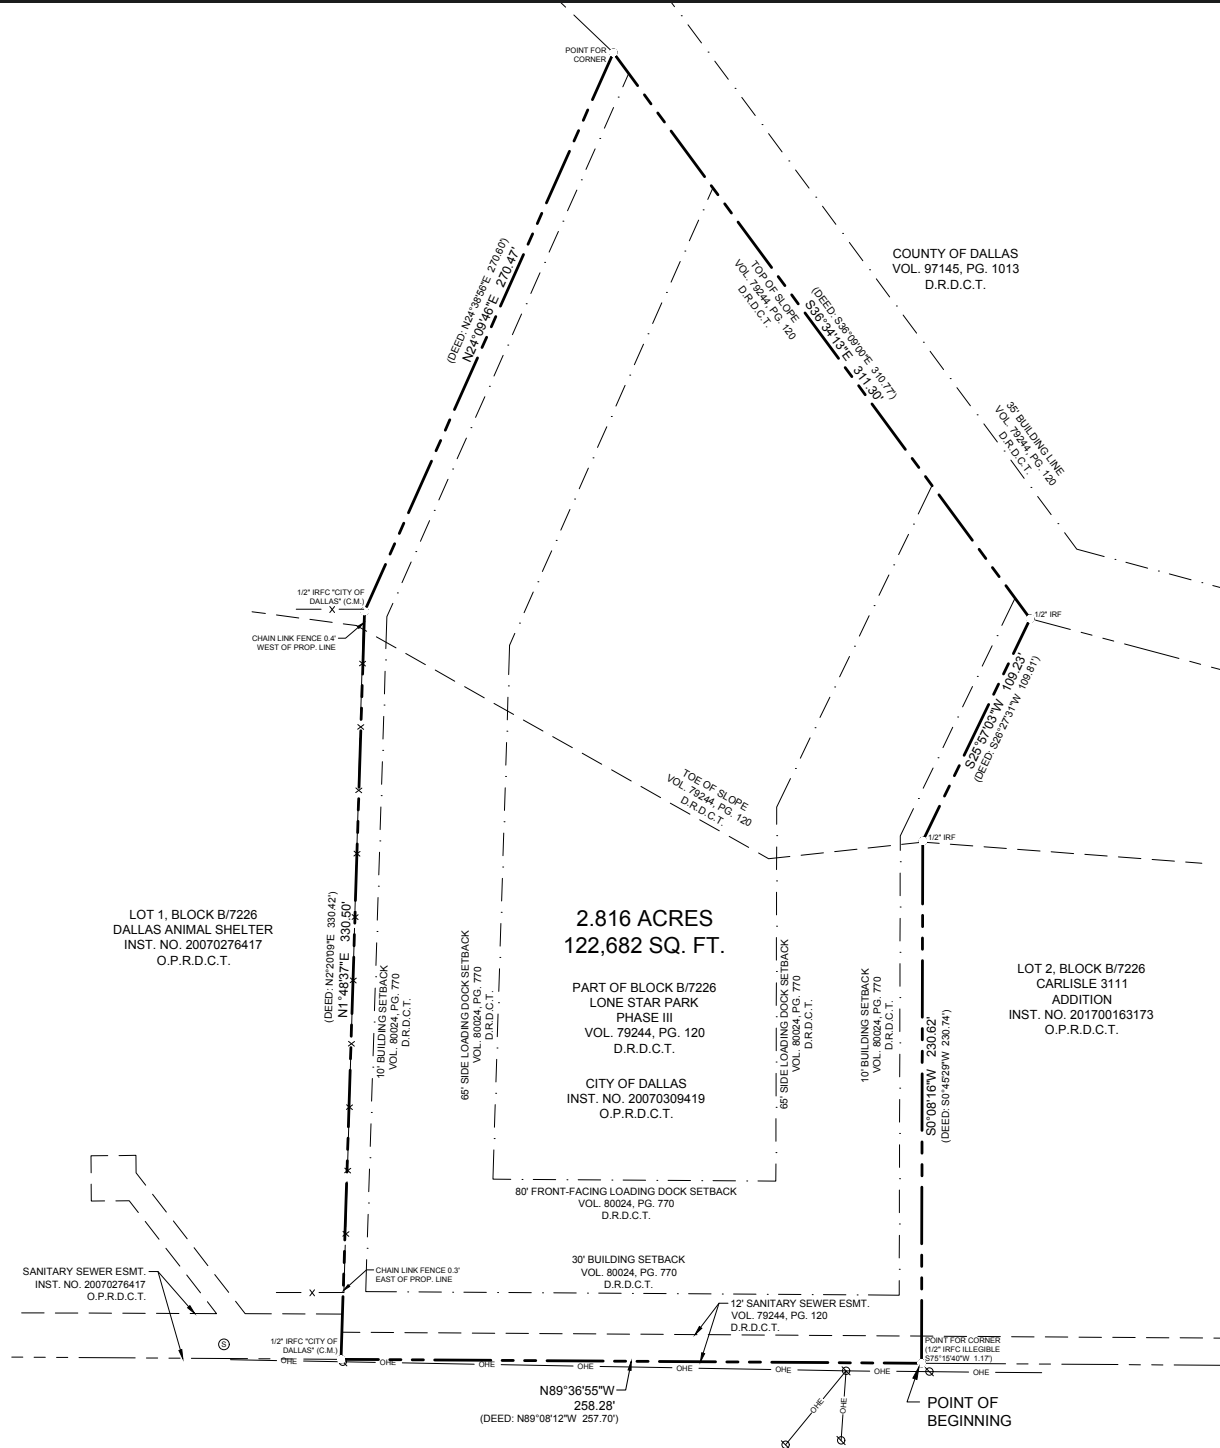 POINT FOR
CORNER
COUNTY OF DALLAS
VOL. 97145, PG. 1013
D.R.D.C.T.
(DEED: N24°38'56"E 270.60')
N24°09'46"E 270.47'
TOP OF SLOPE
VOL. 79244, PG. 120
D.R.D.C.T.
(DEED: S36°09'00"E 310.77')
S36°34'13"E 311.30'
35' BUILDING LINE
VOL. 79244, PG. 120
D.R.D.C.T.
1/2" IRFC "CITY OF
DALLAS" (C.M.)
X
CHAIN LINK FENCE 0.4'
WEST OF PROP. LINE
1/2" IRF
S25°57'03"W 109.23'
(DEED: S26°27'31"W 109.81')
TOE OF SLOPE
VOL. 79244, PG. 120
D.R.D.C.T.
1/2" IRF
LOT 1, BLOCK B/7226
DALLAS ANIMAL SHELTER
INST. NO. 20070276417
O.P.R.D.C.T.
(DEED: N2°20'09"E 330.42')
N1°48'37"E 330.50'
10' BUILDING SETBACK
VOL. 80024, PG. 770
D.R.D.C.T.
65' SIDE LOADING DOCK SETBACK
VOL. 80024, PG. 770
D.R.D.C.T.
2.816 ACRES
122,682 SQ. FT.
PART OF BLOCK B/7226
LONE STAR PARK
PHASE III
VOL. 79244, PG. 120
D.R.D.C.T.
CITY OF DALLAS
INST. NO. 20070309419
O.P.R.D.C.T.
65' SIDE LOADING DOCK SETBACK
VOL. 80024, PG. 770
D.R.D.C.T.
10' BUILDING SETBACK
VOL. 80024, PG. 770
D.R.D.C.T.
S0°08'16"W 230.62'
(DEED: S0°45'29"W 230.74')
LOT 2, BLOCK B/7226
CARLISLE 3111
ADDITION
INST. NO. 201700163173
O.P.R.D.C.T.
80' FRONT-FACING LOADING DOCK SETBACK
VOL. 80024, PG. 770
D.R.D.C.T.
30' BUILDING SETBACK
VOL. 80024, PG. 770
D.R.D.C.T.
SANITARY SEWER ESMT.
INST. NO. 20070276417
O.P.R.D.C.T.
CHAIN LINK FENCE 0.3'
EAST OF PROP. LINE
X
12' SANITARY SEWER ESMT.
VOL. 79244, PG. 120
D.R.D.C.T.
S
1/2" IRFC "CITY OF
DALLAS" (C.M.)
POINT FOR CORNER
(1/2" IRFC ILLEGIBLE
S75°15'40"W 1.17')
OHE OHE OHE OHE OHE OHE OHE OHE
OHE
OHE
N89°36'55"W
258.28'
(DEED: N89°08'12"W 257.70')
POINT OF
BEGINNING